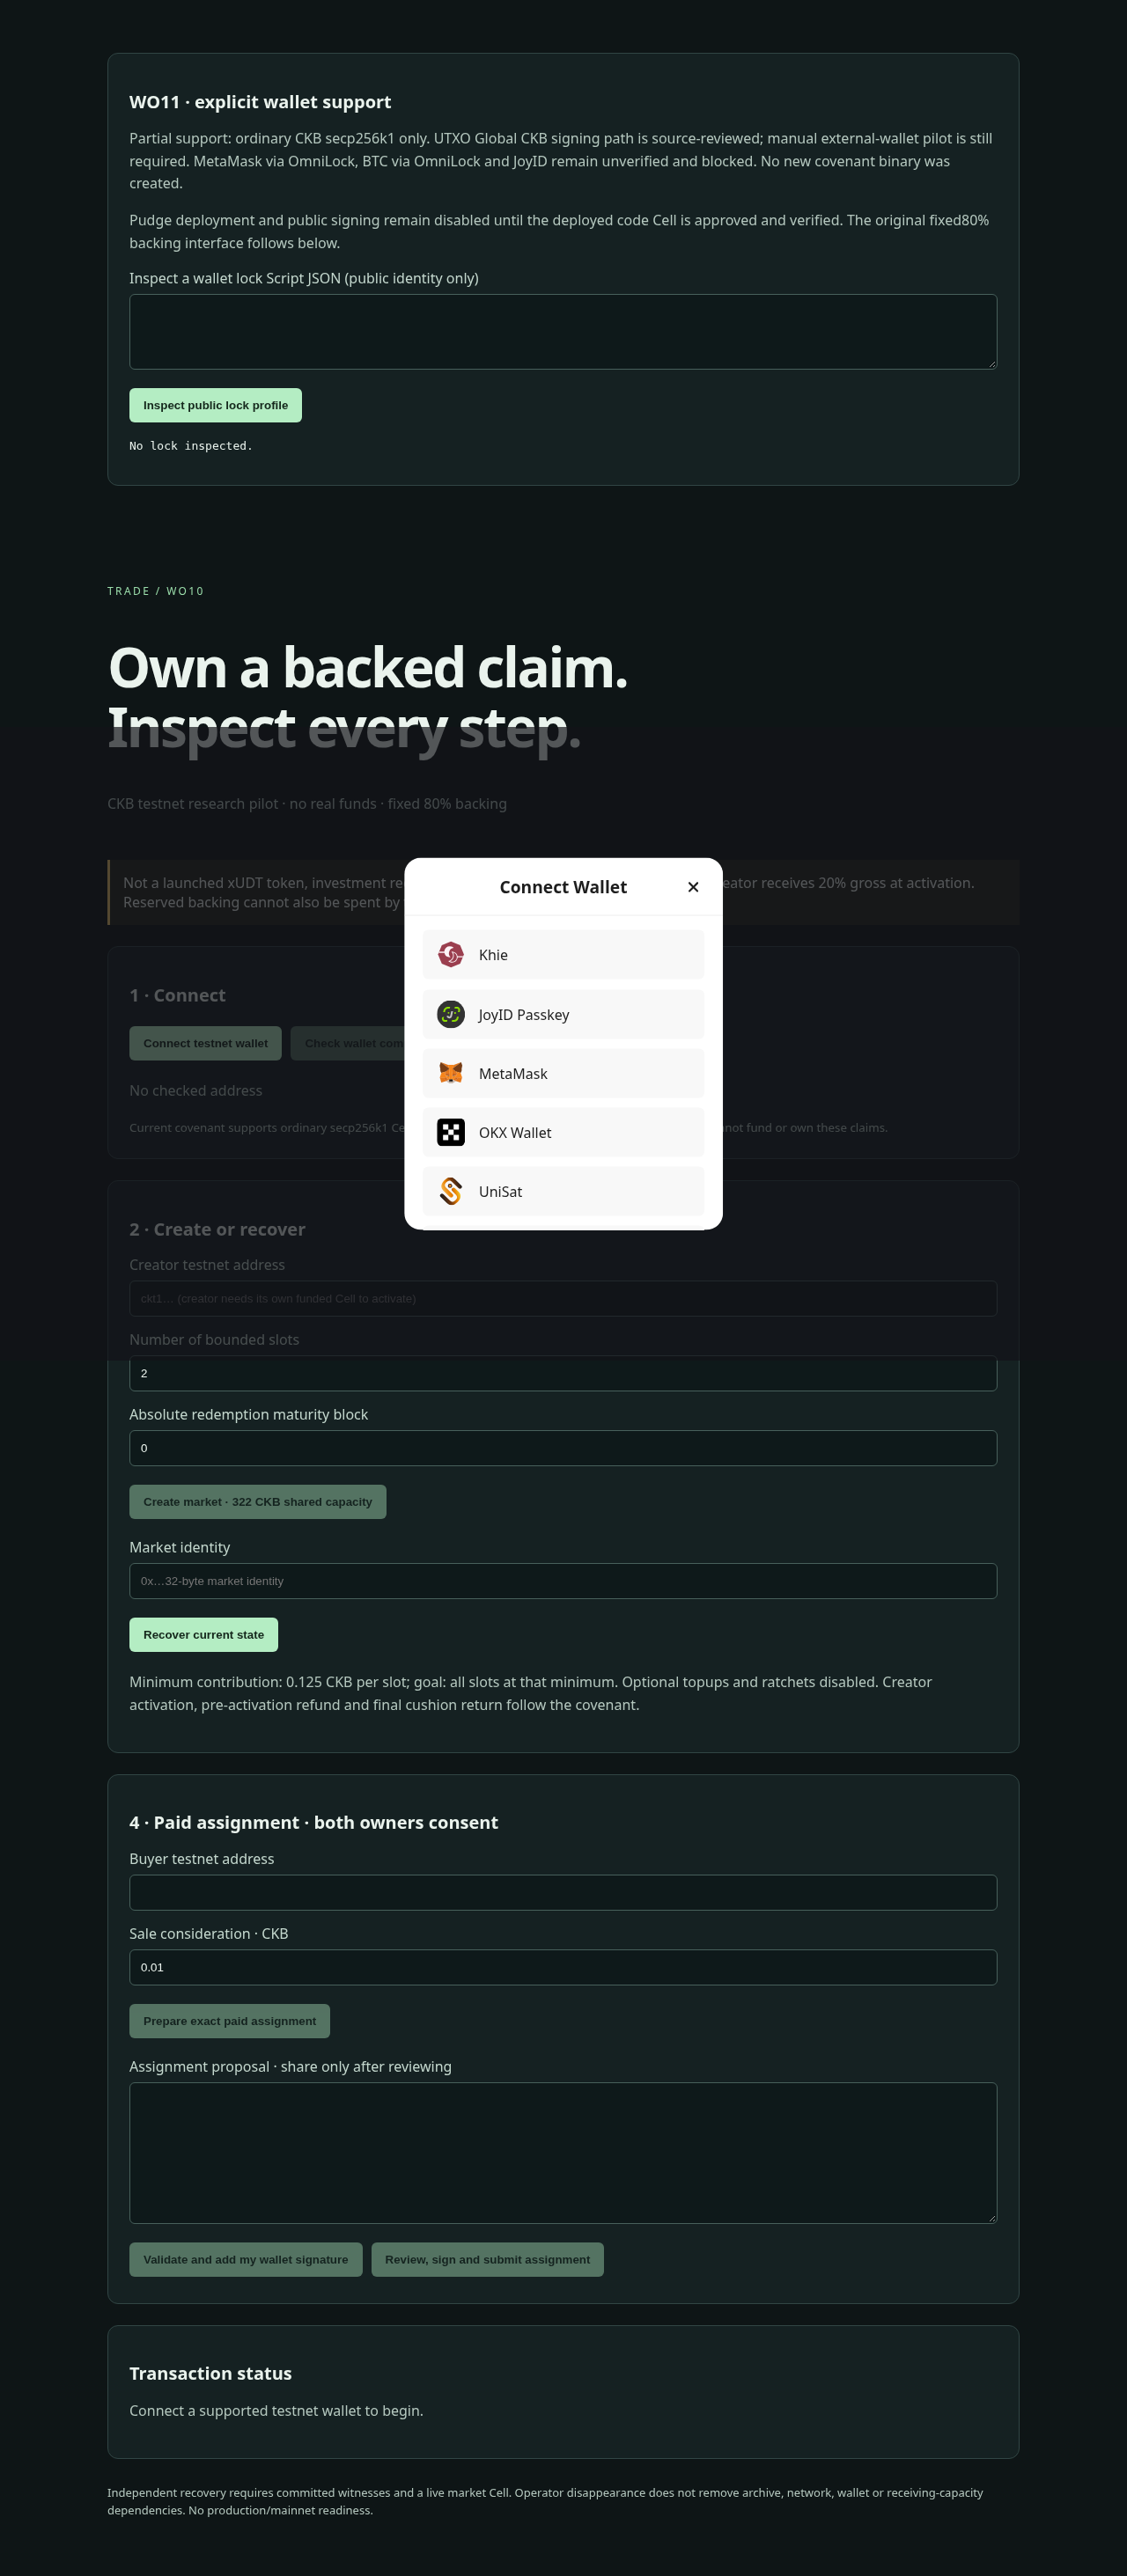 WO11 · explicit wallet support
Partial support: ordinary CKB secp256k1 only. UTXO Global CKB signing path is source-reviewed; manual external-wallet pilot is still
required. MetaMask via OmniLock, BTC via OmniLock and JoyID remain unverified and blocked. No new covenant binary was
created.
Pudge deployment and public signing remain disabled until the deployed code Cell is approved and verified. The original fixed80%
backing interface follows below.
Inspect a wallet lock Script JSON (public identity only)
Inspect public lock profile
No lock inspected.
TRADE / WO10
Own a backed claim.
Inspect every step.
CKB testnet research pilot · no real funds · fixed 80% backing
Not a launched xUDT token, investment re
eator receives 20% gross at activation.
Reserved backing cannot also be spent by
Connect Wallet
Khie
JoyID Passkey
MetaMask
OKX Wallet
UniSat
1 · Connect
Connect testnet wallet
Check wallet com
No checked address
Current covenant supports ordinary secp256k1 Ce
not fund or own these claims.
2 · Create or recover
Creator testnet address
ckt1… (creator needs its own funded Cell to activate)
Number of bounded slots
2
Absolute redemption maturity block
0
Create market · 322 CKB shared capacity
Market identity
0x…32-byte market identity
Recover current state
Minimum contribution: 0.125 CKB per slot; goal: all slots at that minimum. Optional topups and ratchets disabled. Creator
activation, pre-activation refund and final cushion return follow the covenant.
4 · Paid assignment · both owners consent
Buyer testnet address
Sale consideration · CKB
0.01
Prepare exact paid assignment
Assignment proposal · share only after reviewing
Validate and add my wallet signature
Review, sign and submit assignment
Transaction status
Connect a supported testnet wallet to begin.
Independent recovery requires committed witnesses and a live market Cell. Operator disappearance does not remove archive, network, wallet or receiving-capacity
dependencies. No production/mainnet readiness.